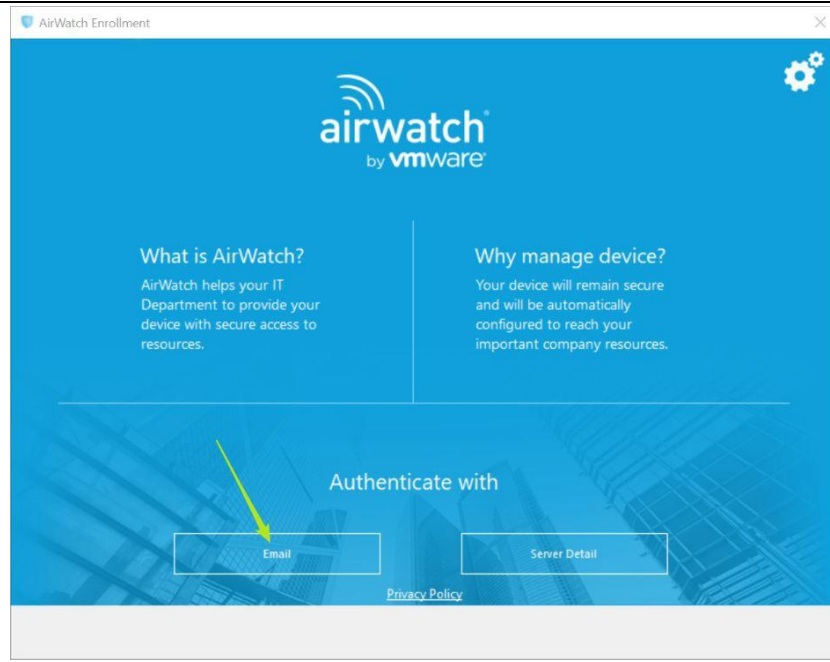 AirWatch Enrollment
airwatch
by vmware
What is AirWatch?
AirWatch helps your IT
Department to provide your
device with secure access to
resources.
Why manage device?
Your device will remain secure
and will be automatically
configured to reach your
important company resources.
Authenticate with
Email
Server Detail
Privacy Policy